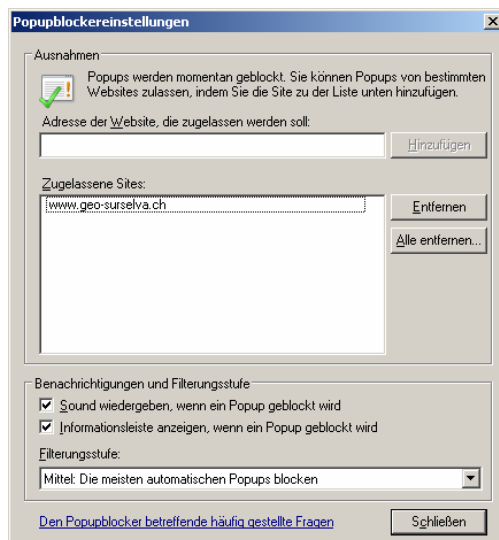 Popupblockereinstellungen
Ausnahmen
Popups werden momentan geblockt. Sie können Popups von bestimmten
Websites zulassen, indem Sie die Site zu der Liste unten hinzufügen.
Adresse der Website, die zugelassen werden soll:
Hinzufügen
Zugelassene Sites:
www.geo-surselva.ch
Entfernen
Alle entfernen...
Benachrichtigungen und Filterungsstufe
Sound wiedergeben, wenn ein Popup geblockt wird
Informationsleiste anzeigen, wenn ein Popup geblockt wird
Filterungsstufe:
Mittel: Die meisten automatischen Popups blocken
Den Popupblocker betreffende häufig gestellte Fragen
Schließen